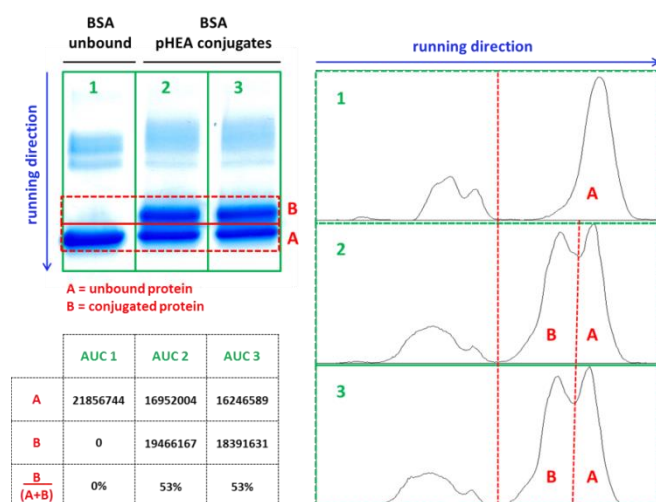 BSA
unbound
BSA
pHEA conjugates
running direction
1
2
3
B
A
A = unbound protein
B = conjugated protein
AUC 1 AUC 2 AUC 3
A 21856744 16952004 16246589
B 0 19466167 18391631
B
(A+B) 0% 53% 53%
running direction
1
A
2
B A
3
B A